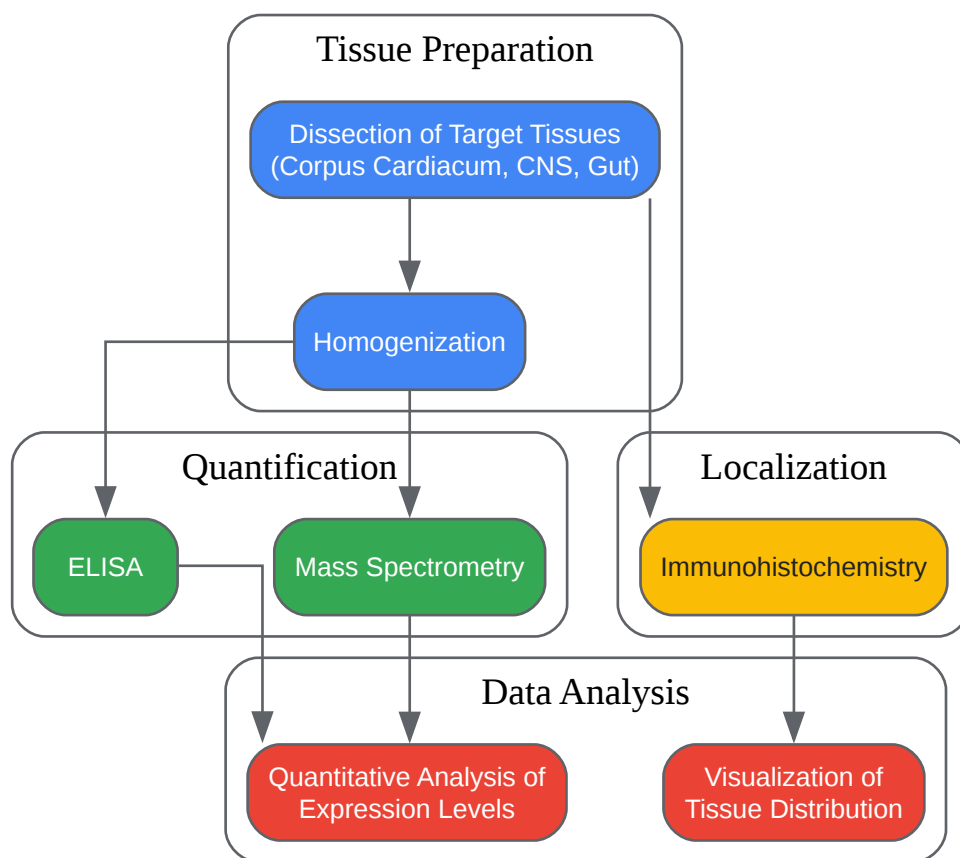 Tissue Preparation
Dissection of Target Tissues
(Corpus Cardiacum, CNS, Gut)
Homogenization
Quantification
Localization
ELISA
Mass Spectrometry
Immunohistochemistry
Data Analysis
Quantitative Analysis of
Expression Levels
Visualization of
Tissue Distribution